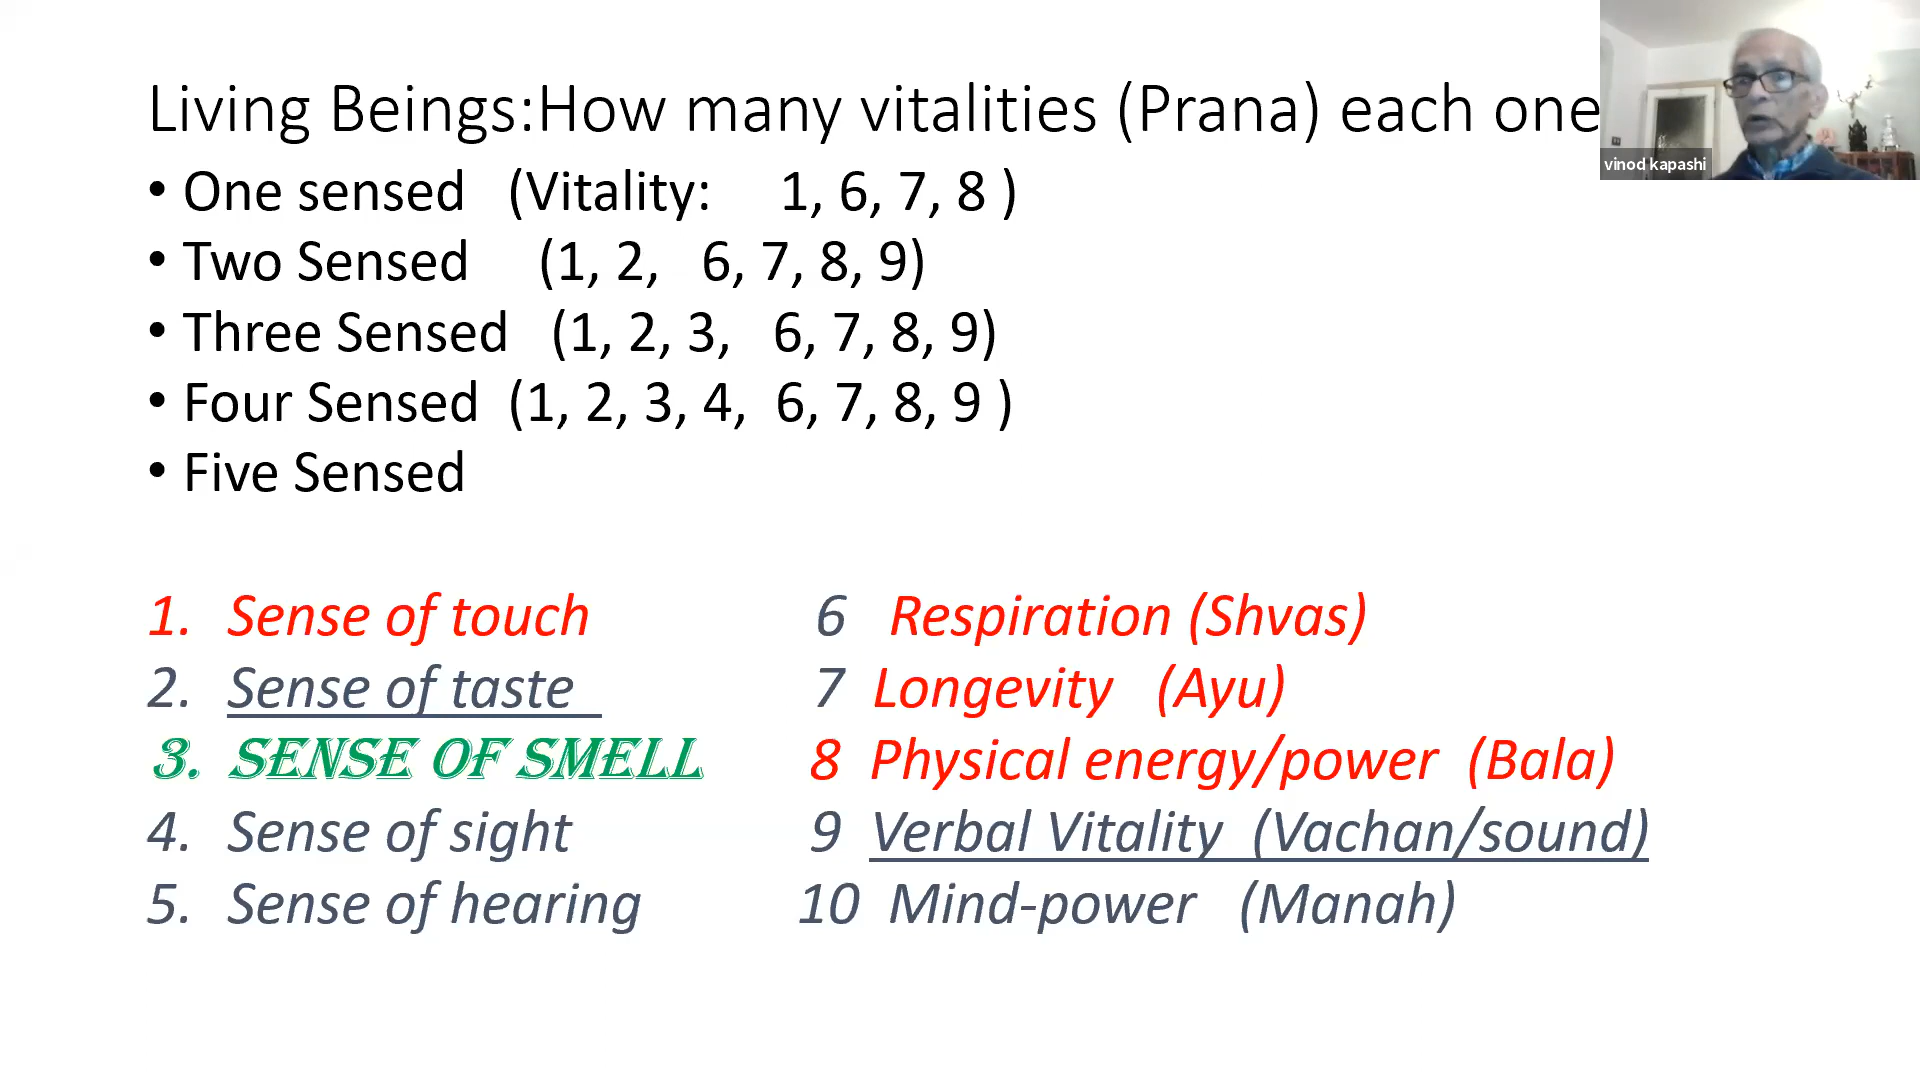 Living Beings:How many vitalities (Prana) each one
vinod kapashi
• One sensed (Vitality: 1, 6, 7, 8 )
• Two Sensed (1, 2, 6, 7, 8, 9)
• Three Sensed (1, 2, 3, 6, 7, 8, 9)
• Four Sensed (1, 2, 3, 4, 6, 7, 8, 9 )
• Five Sensed
1. Sense of touch
2. Sense of taste
3. SENSE OF SMELL
4. Sense of sight
5. Sense of hearing
6 Respiration (Shvas)
7 Longevity (Ayu)
8 Physical energy/power (Bala)
9 Verbal Vitality (Vachan/sound)
10 Mind-power (Manah)